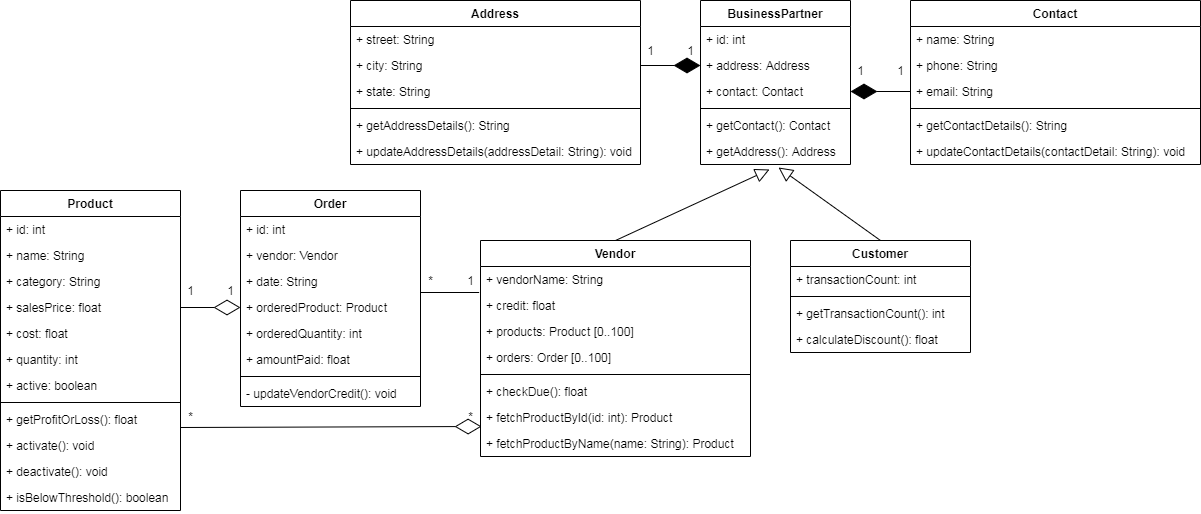 Address
+ street: String
+ city: String
+ state: String
+ getAddressDetails(): String
+ updateAddressDetails(addressDetail: String): void
1
1
BusinessPartner
+ id: int
+ address: Address
+ contact: Contact
+ getContact(): Contact
+ getAddress(): Address
1
1
Contact
+ name: String
+ phone: String
+ email: String
+ getContactDetails(): String
+ updateContactDetails(contactDetail: String): void
Product
+ id: int
+ name: String
+ category: String
+ salesPrice: float
+ cost: float
+ quantity: int
+ active: boolean
+ getProfitOrLoss(): float
+ activate(): void
+ deactivate(): void
+ isBelowThreshold(): boolean
1
1
Order
+ id: int
+ vendor: Vendor
+ date: String
+ orderedProduct: Product
+ orderedQuantity: int
+ amountPaid: float
- updateVendorCredit(): void
*
1
*
*
Vendor
+ vendorName: String
+ credit: float
+ products: Product [0..100]
+ orders: Order [0..100]
+ checkDue(): float
+ fetchProductById(id: int): Product
+ fetchProductByName(name: String): Product
Customer
+ transactionCount: int
+ getTransactionCount(): int
+ calculateDiscount(): float